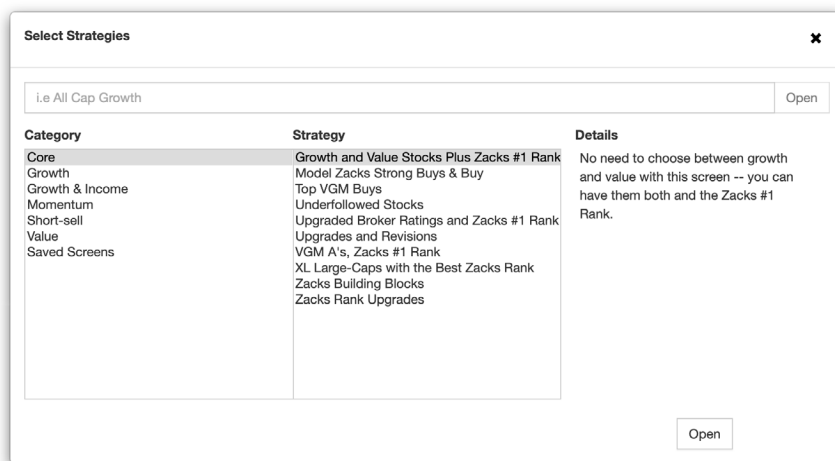 Select Strategies
✖
i.e All Cap Growth
Open
Category
Core
Growth
Growth & Income
Momentum
Short-sell
Value
Saved Screens
Strategy
Growth and Value Stocks Plus Zacks #1 Rank
Model Zacks Strong Buys & Buy
Top VGM Buys
Underfollowed Stocks
Upgraded Broker Ratings and Zacks #1 Rank
Upgrades and Revisions
VGM A's, Zacks #1 Rank
XL Large-Caps with the Best Zacks Rank
Zacks Building Blocks
Zacks Rank Upgrades
Details
No need to choose between growth
and value with this screen -- you can
have them both and the Zacks #1
Rank.
Open